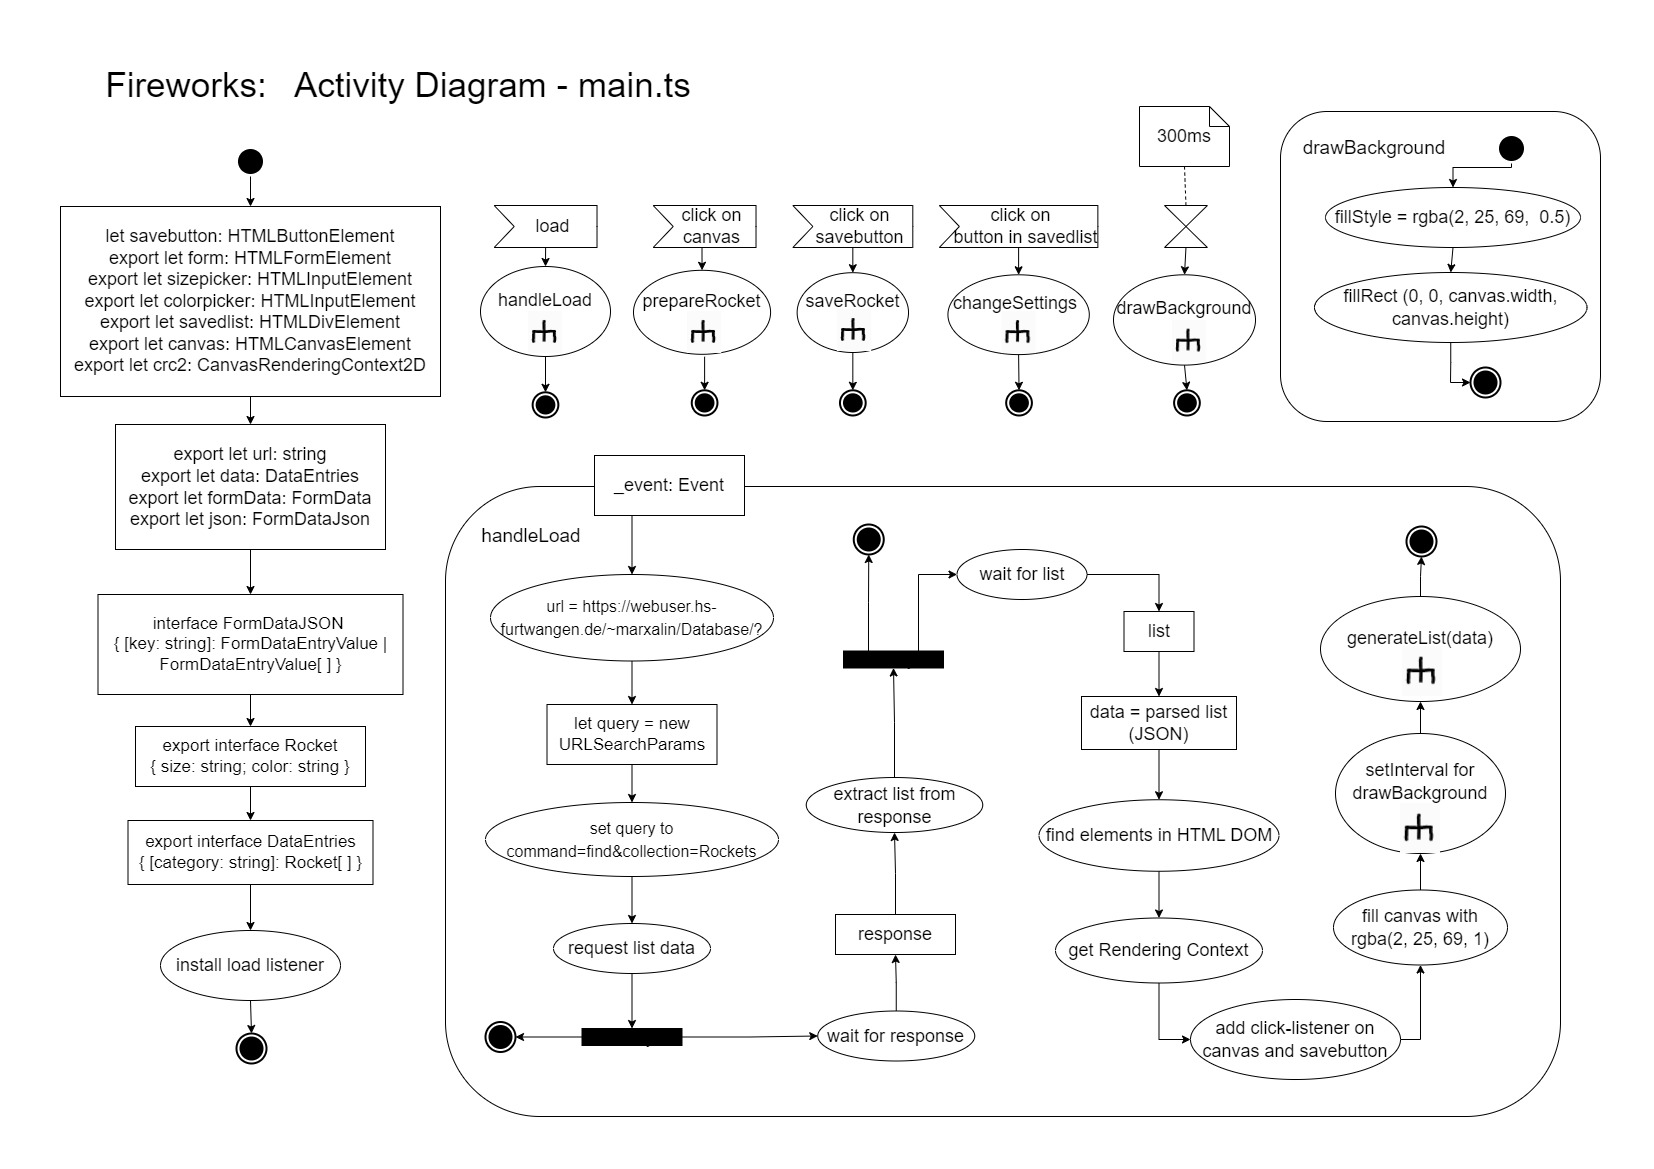 Fireworks:   Activity Diagram - main.ts
let savebutton: HTMLButtonElement
export let form: HTMLFormElement
export let sizepicker: HTMLInputElement
export let colorpicker: HTMLInputElement
export let savedlist: HTMLDivElement
export let canvas: HTMLCanvasElement
export let crc2: CanvasRenderingContext2D
export let url: string
export let data: DataEntries
export let formData: FormData
export let json: FormDataJson
interface FormDataJSON
{ [key: string]: FormDataEntryValue |
FormDataEntryValue[ ] }
export interface Rocket
{ size: string; color: string }
export interface DataEntries
{ [category: string]: Rocket[ ] }
install load listener
load
handleLoad
click on
canvas
prepareRocket
click on
savebutton
saveRocket
click on
button in savedlist
changeSettings
300ms
drawBackground
drawBackground
fillStyle = rgba(2, 25, 69,  0.5)
fillRect (0, 0, canvas.width,
canvas.height)
_event: Event
handleLoad
url = https://webuser.hs-
furtwangen.de/~marxalin/Database/?
let query = new
URLSearchParams
set query to
command=find&collection=Rockets
request list data
wait for response
response
extract list from
response
wait for list
list
data = parsed list
(JSON)
find elements in HTML DOM
get Rendering Context
add click-listener on
canvas and savebutton
fill canvas with
rgba(2, 25, 69, 1)
setInterval for
drawBackground
generateList(data)